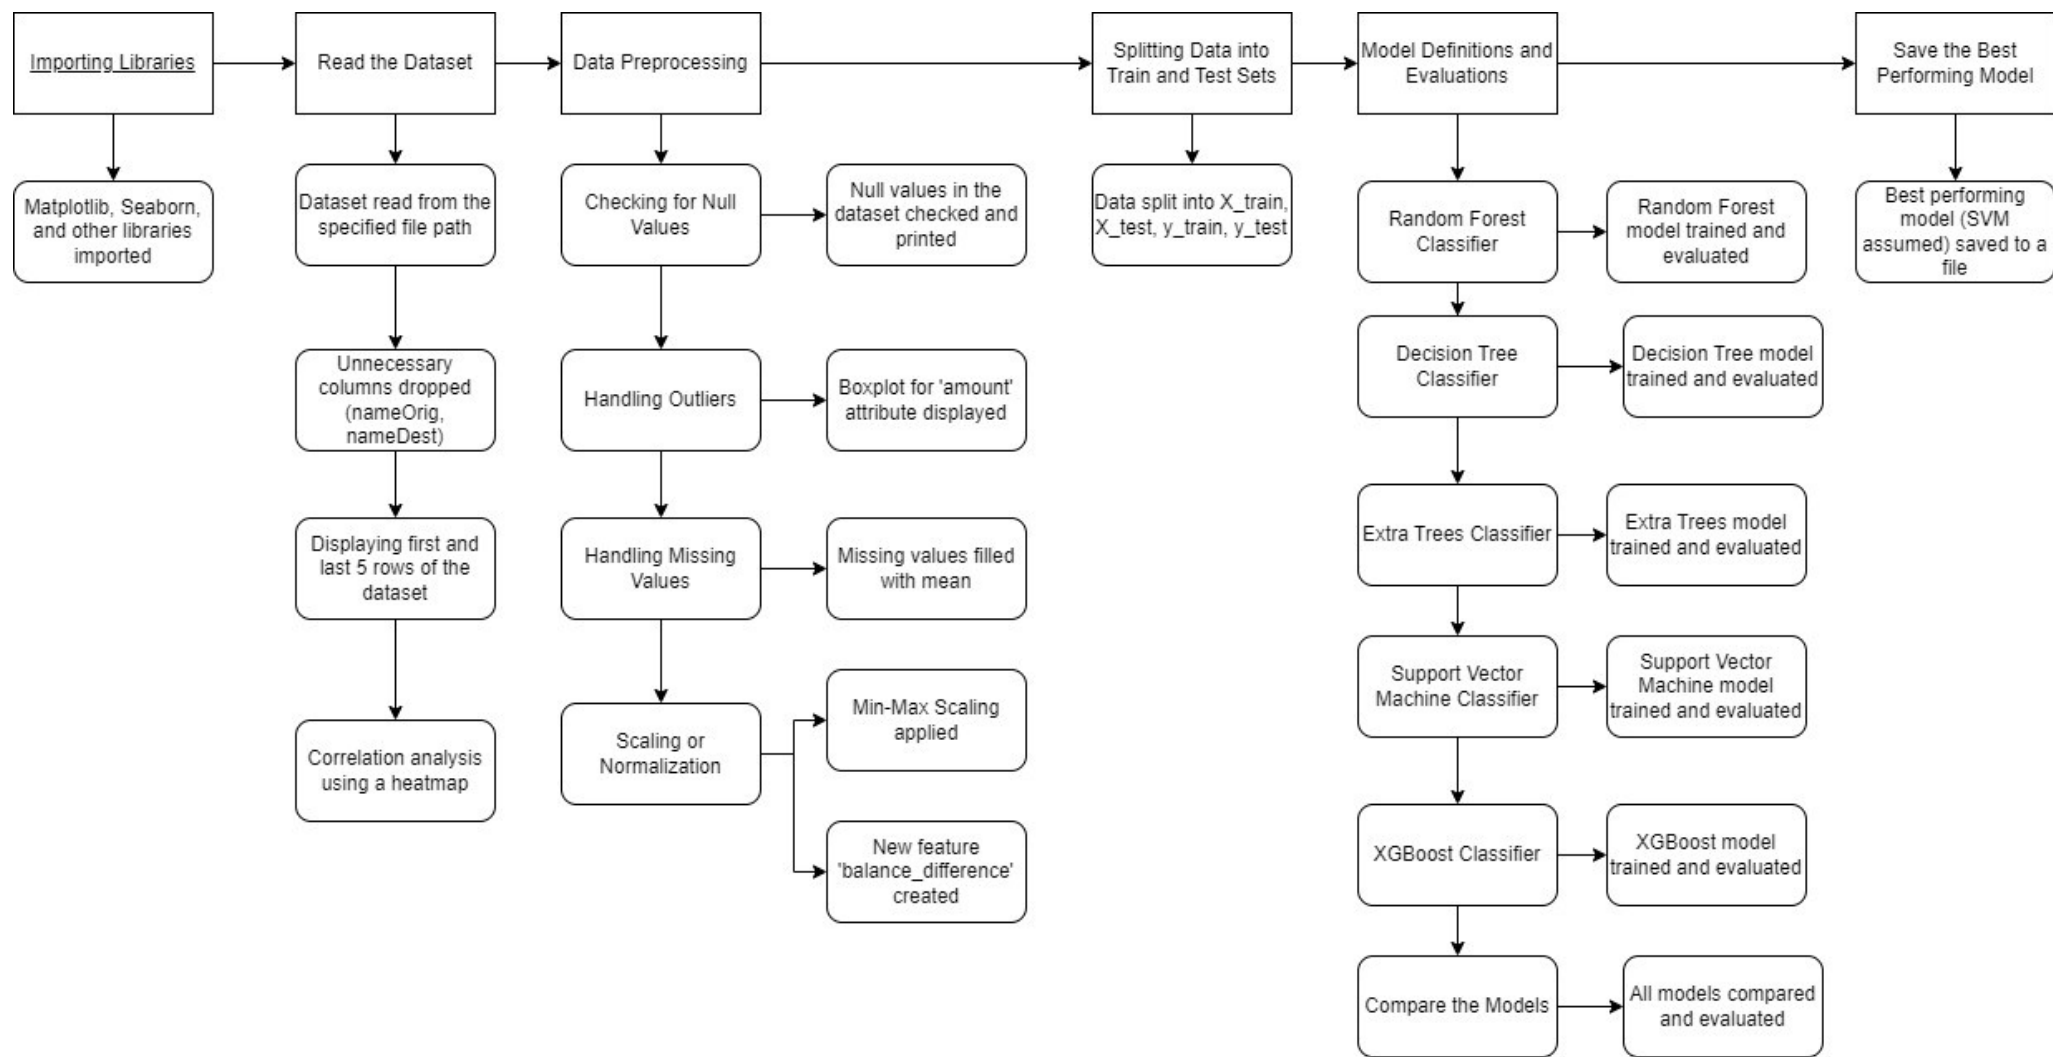 Importing Libraries
Read the Dataset
Data Preprocessing
Splitting Data into
Train and Test Sets
Model Definitions and
Evaluations
Save the Best
Performing Model
Matplotlib, Seaborn,
and other libraries
imported
Dataset read from the
specified file path
Unnecessary
columns dropped
(nameOrig,
nameDest)
Displaying first and
last 5 rows of the
dataset
Correlation analysis
using a heatmap
Checking for Null
Values
Null values in the
dataset checked and
printed
Handling Outliers
Boxplot for 'amount'
attribute displayed
Handling Missing
Values
Missing values filled
with mean
Scaling or
Normalization
Min-Max Scaling
applied
New feature
'balance_difference'
created
Data split into X_train,
X_test, y_train, y_test
Random Forest
Classifier
Random Forest
model trained and
evaluated
Decision Tree
Classifier
Decision Tree model
trained and evaluated
Extra Trees Classifier
Extra Trees model
trained and evaluated
Support Vector
Machine Classifier
Support Vector
Machine model
trained and evaluated
XGBoost Classifier
XGBoost model
trained and evaluated
Compare the Models
All models compared
and evaluated
Best performing
model (SVM
assumed) saved to a
file